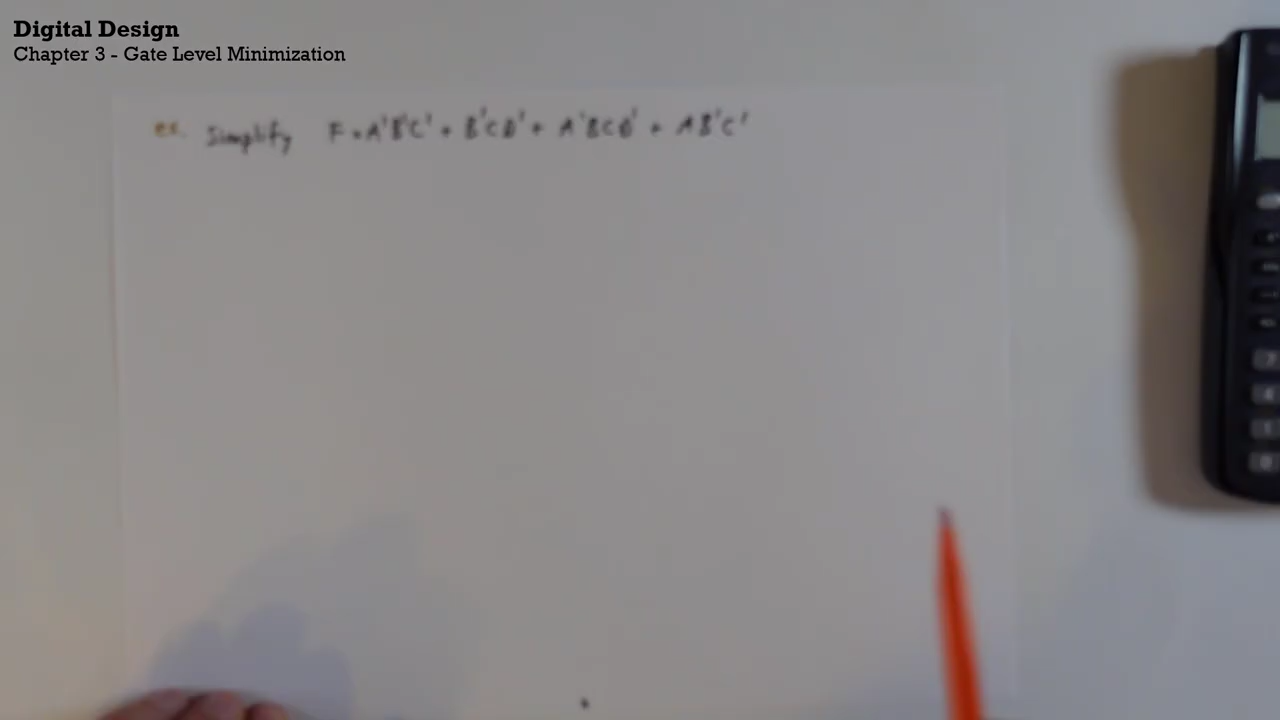 Digital Design
Chapter 3 - Gate Level Minimization
ex. Simplify F = A'B'C' + B'CD' + A'BCD' + AB'C'